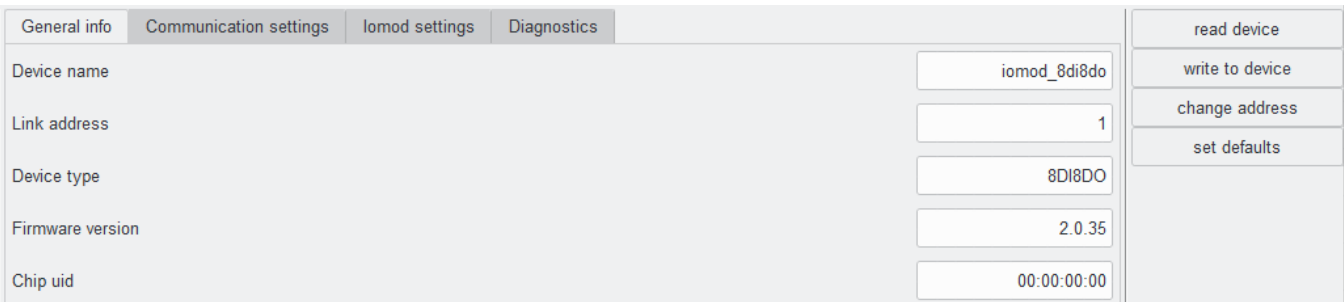 General info Communication settings Iomod settings Diagnostics
read device
Device name iomod_8di8do
write to device
change address
Link address 1
set defaults
Device type 8DI8DO
Firmware version 2.0.35
Chip uid 00:00:00:00